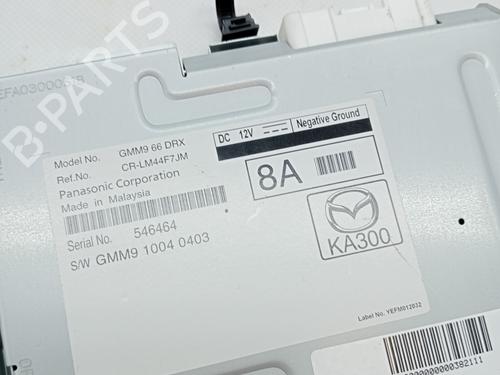 B-PARTS
Model No. GMM9 66 DRX
Ref.No. CR-LM44F7JM
Panasonic Corporation
Made in Malaysia
Serial No. 546464
S/W GMM9 1004 0403
DC 12V Negative Ground
8A
KA300
Label No. YEFM012032